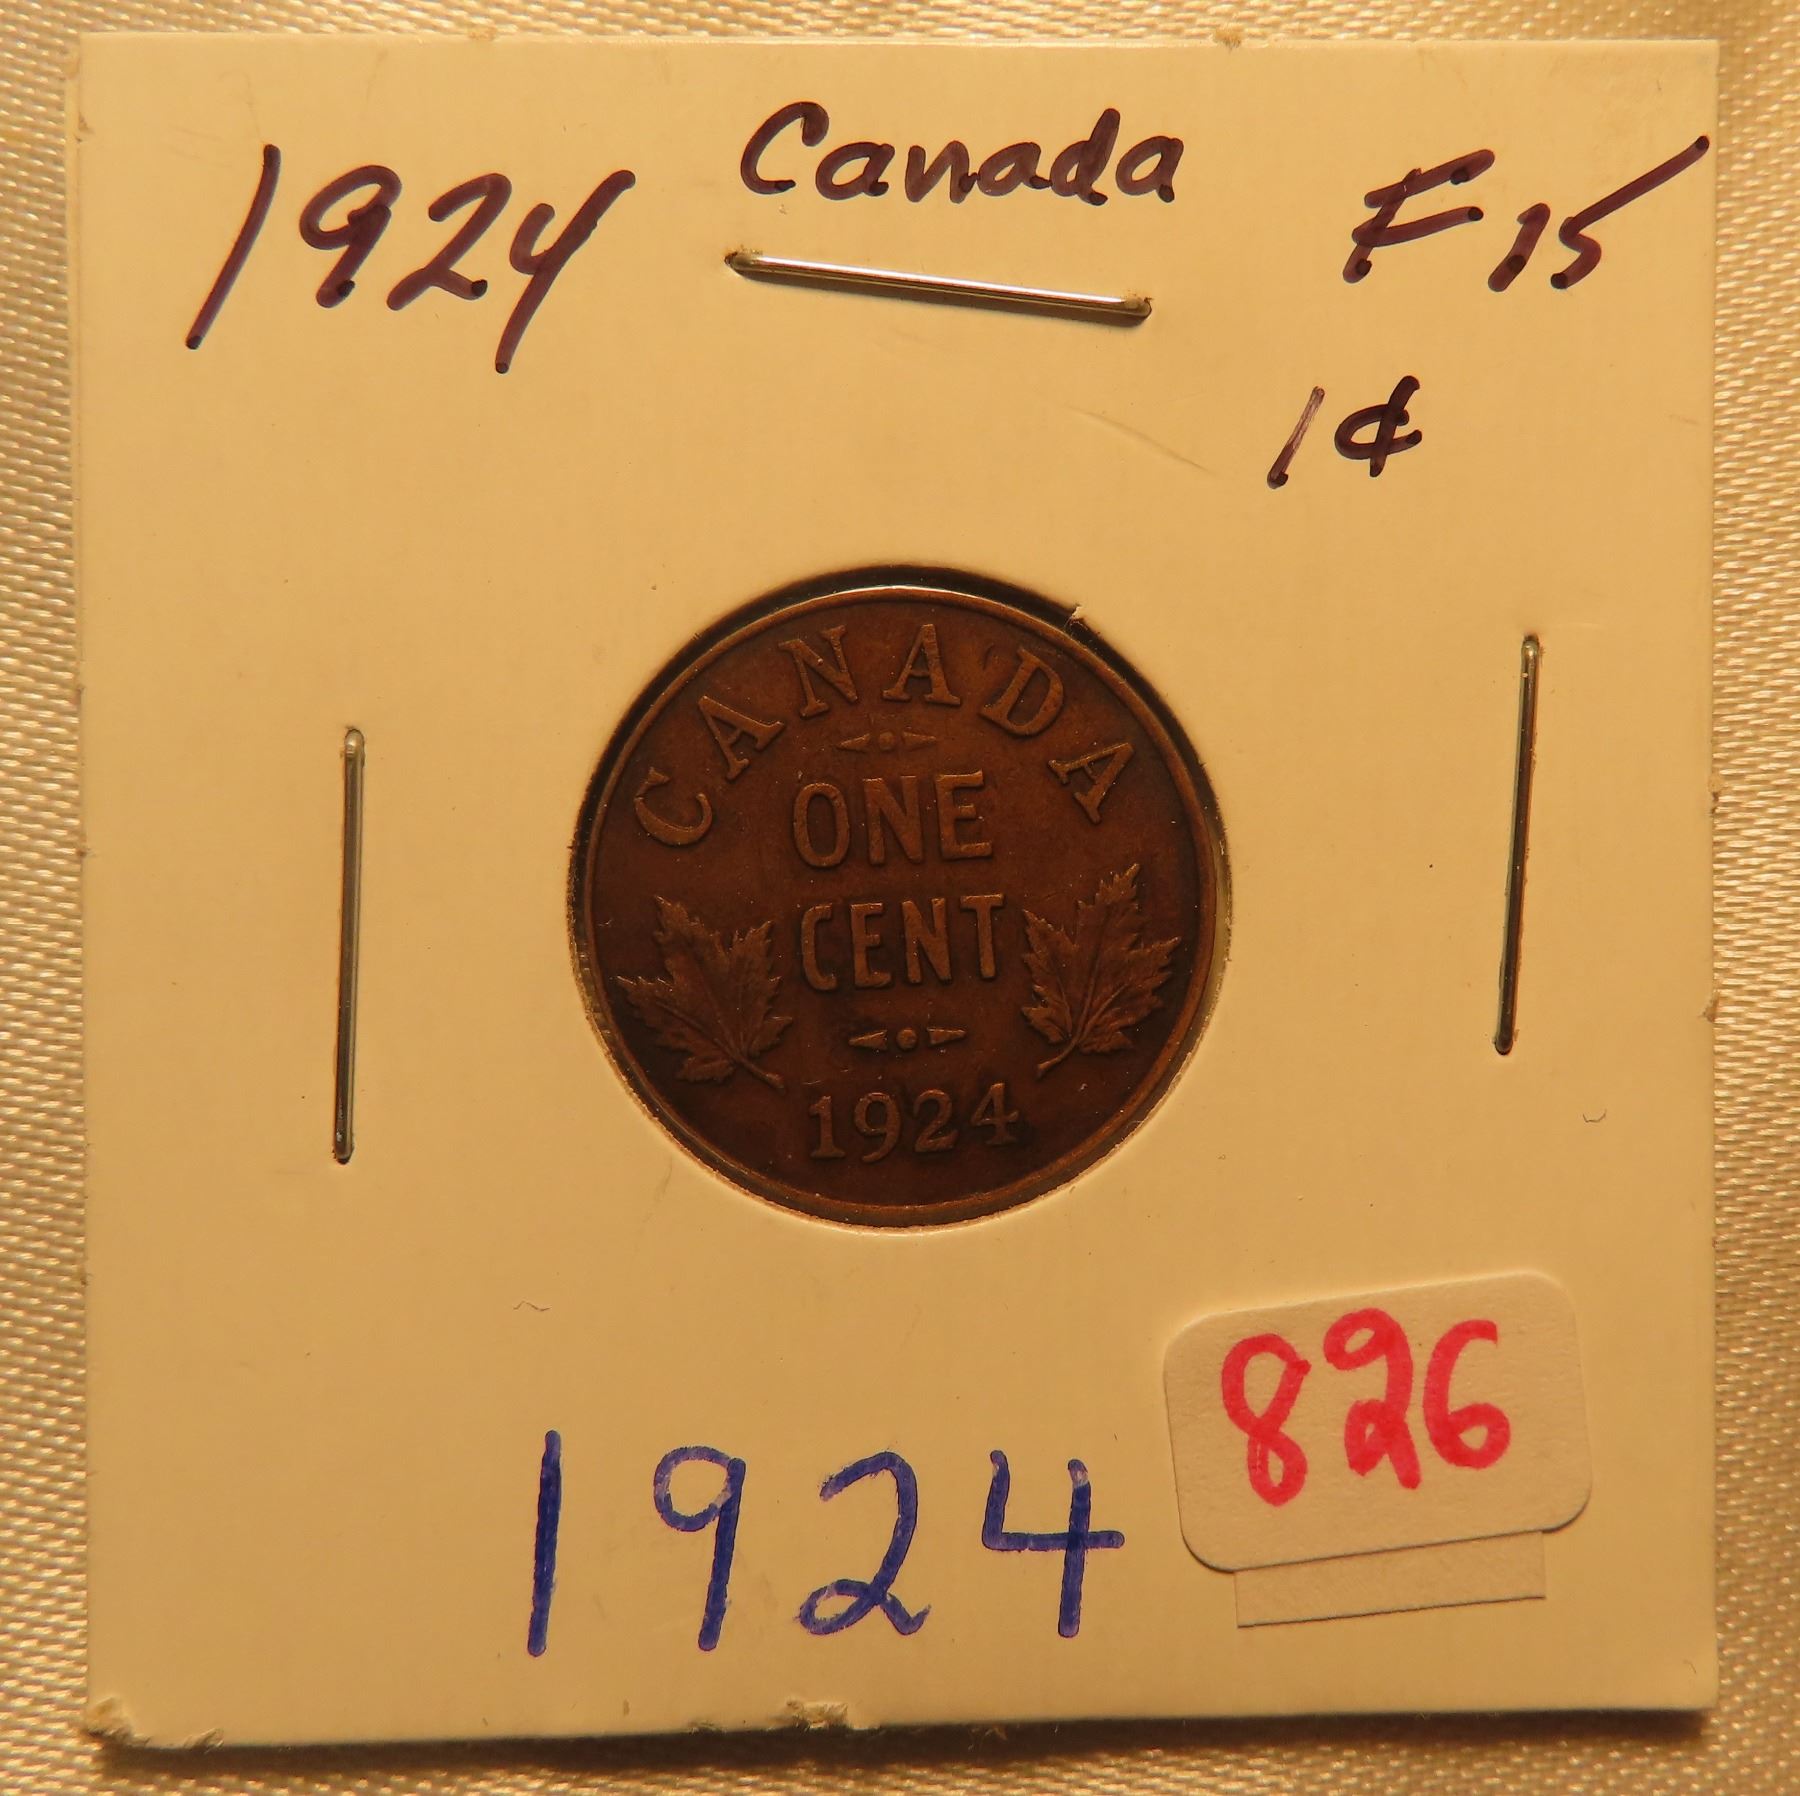 Canada
1924 F15
1¢
CANADA
ONE
CENT
1924
826
1924